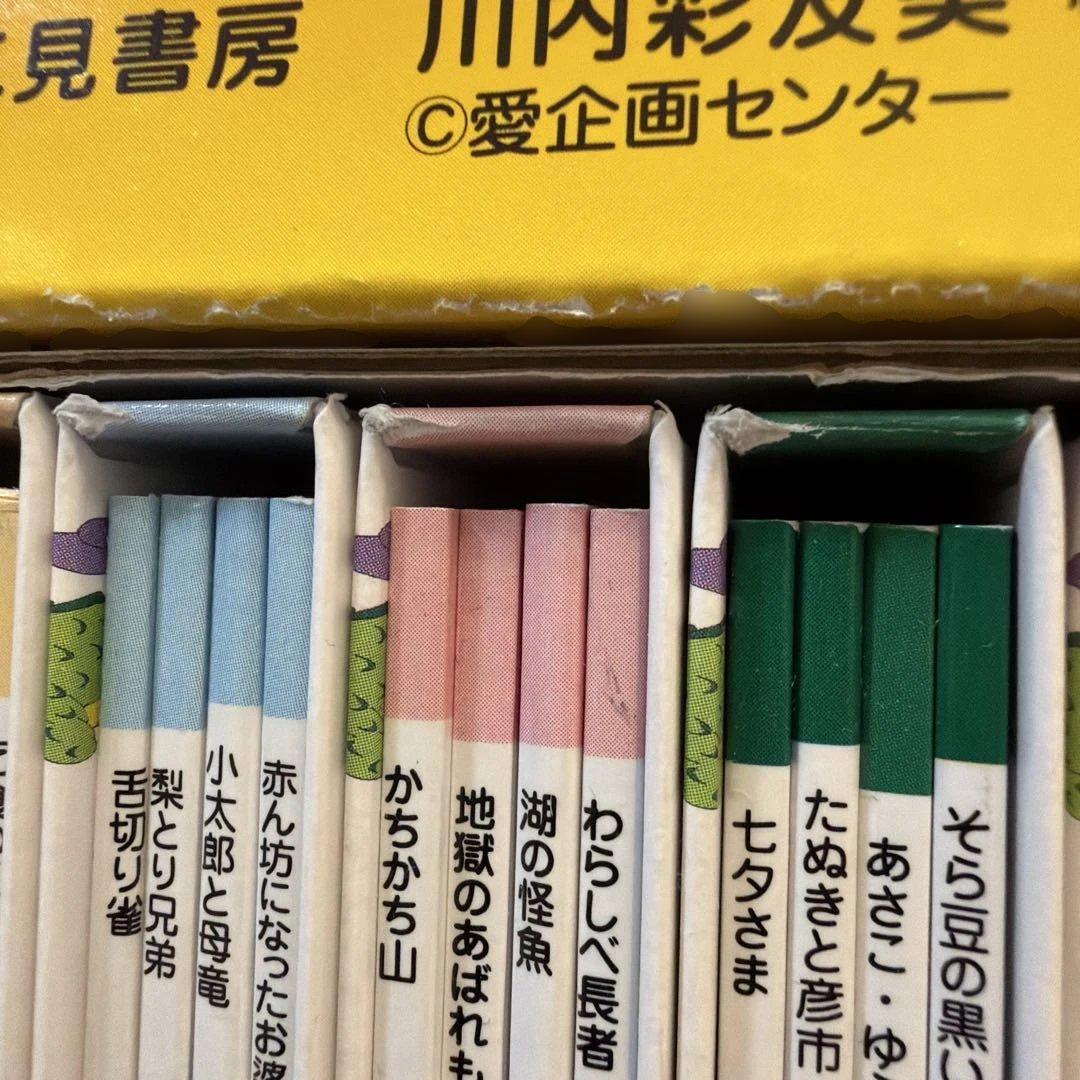 見書房
川内彩友美
©愛企画センター
舌切り雀
梨とり兄弟
小太郎と母竜
赤ん坊になったお婆
かちかち山
地獄のあばれも
湖の怪魚
わらしべ長者
七夕さま
たぬきと彦市
あさこ・ゆ
そら豆の黒い